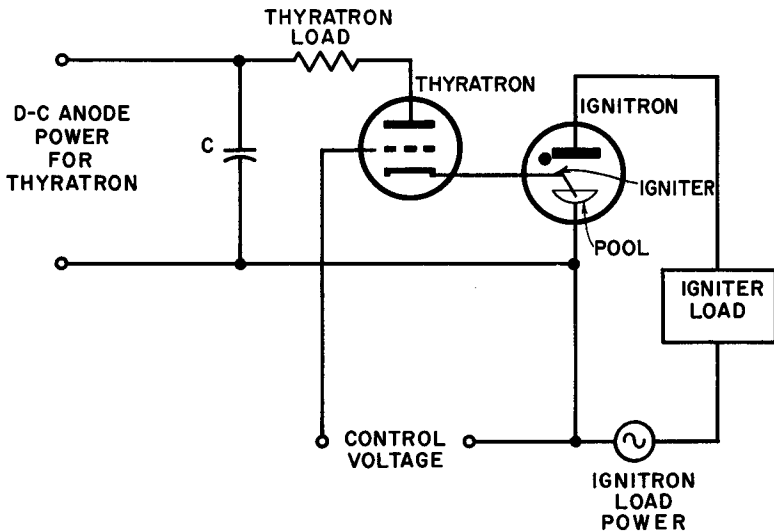 THYRATRON
LOAD
THYRATRON
IGNITRON
D-C ANODE
POWER
FOR
THYRATRON
C
IGNITER
POOL
IGNITER
LOAD
CONTROL
VOLTAGE
IGNITRON
LOAD
POWER